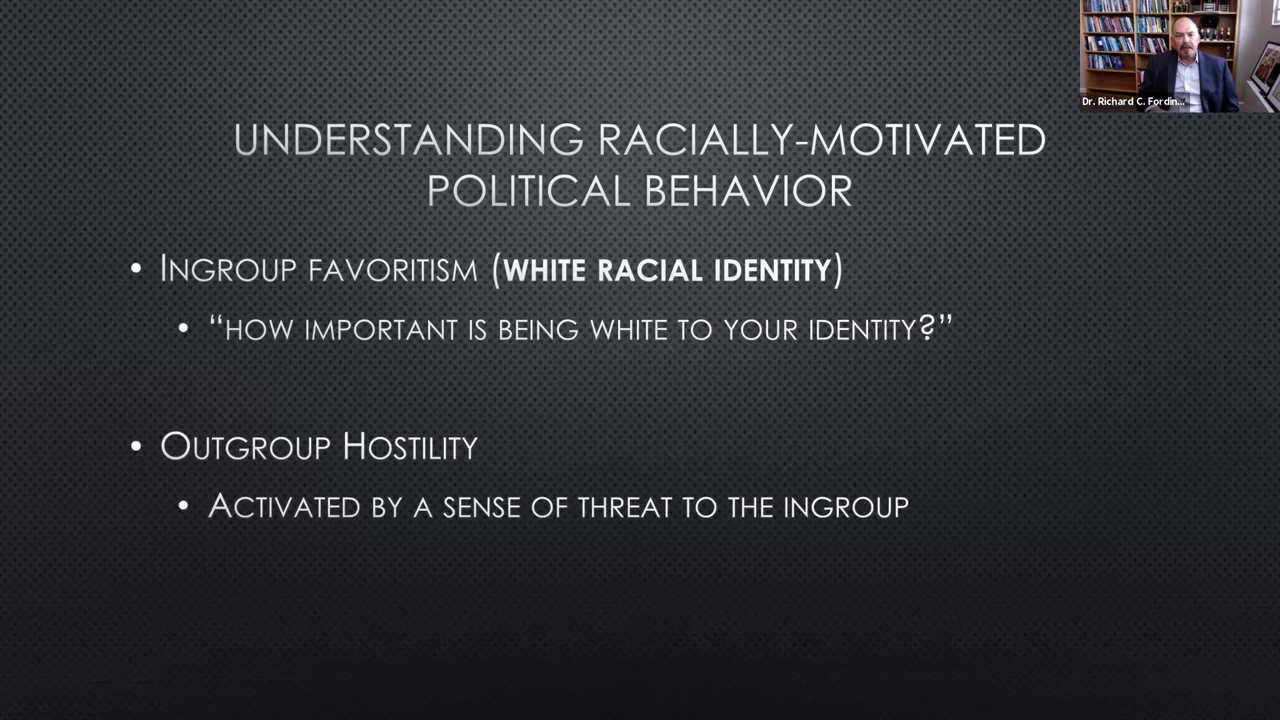 Dr. Richard C. Fordin...
UNDERSTANDING RACIALLY-MOTIVATED
POLITICAL BEHAVIOR
• INGROUP FAVORITISM (WHITE RACIAL IDENTITY)
• “HOW IMPORTANT IS BEING WHITE TO YOUR IDENTITY?”
• OUTGROUP HOSTILITY
• ACTIVATED BY A SENSE OF THREAT TO THE INGROUP